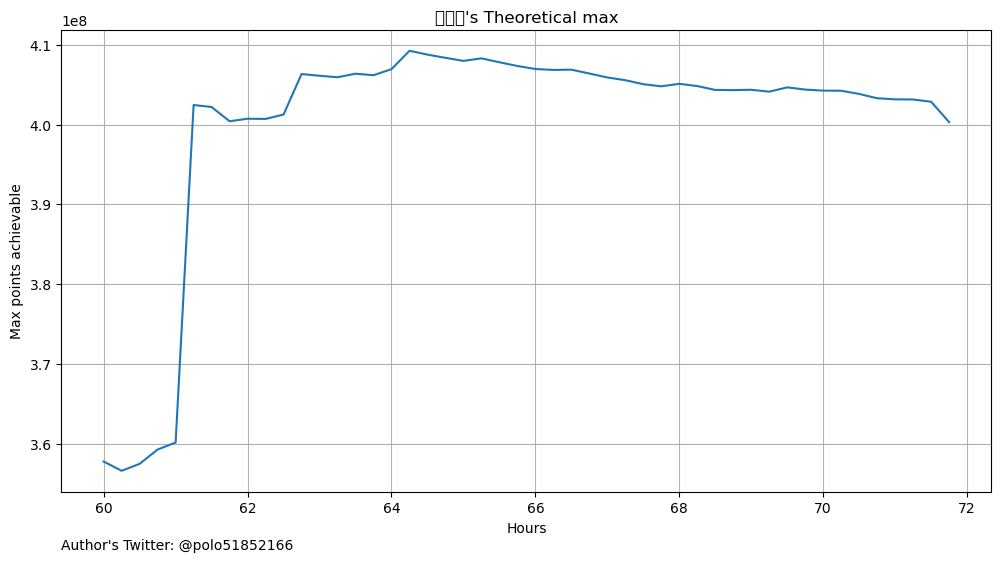 's Theoretical max
1e8
4.1
4.0
3.9
3.8
3.7
3.6
Max points achievable
60 62 64 66 68 70 72
Hours
Author's Twitter: @polo51852166